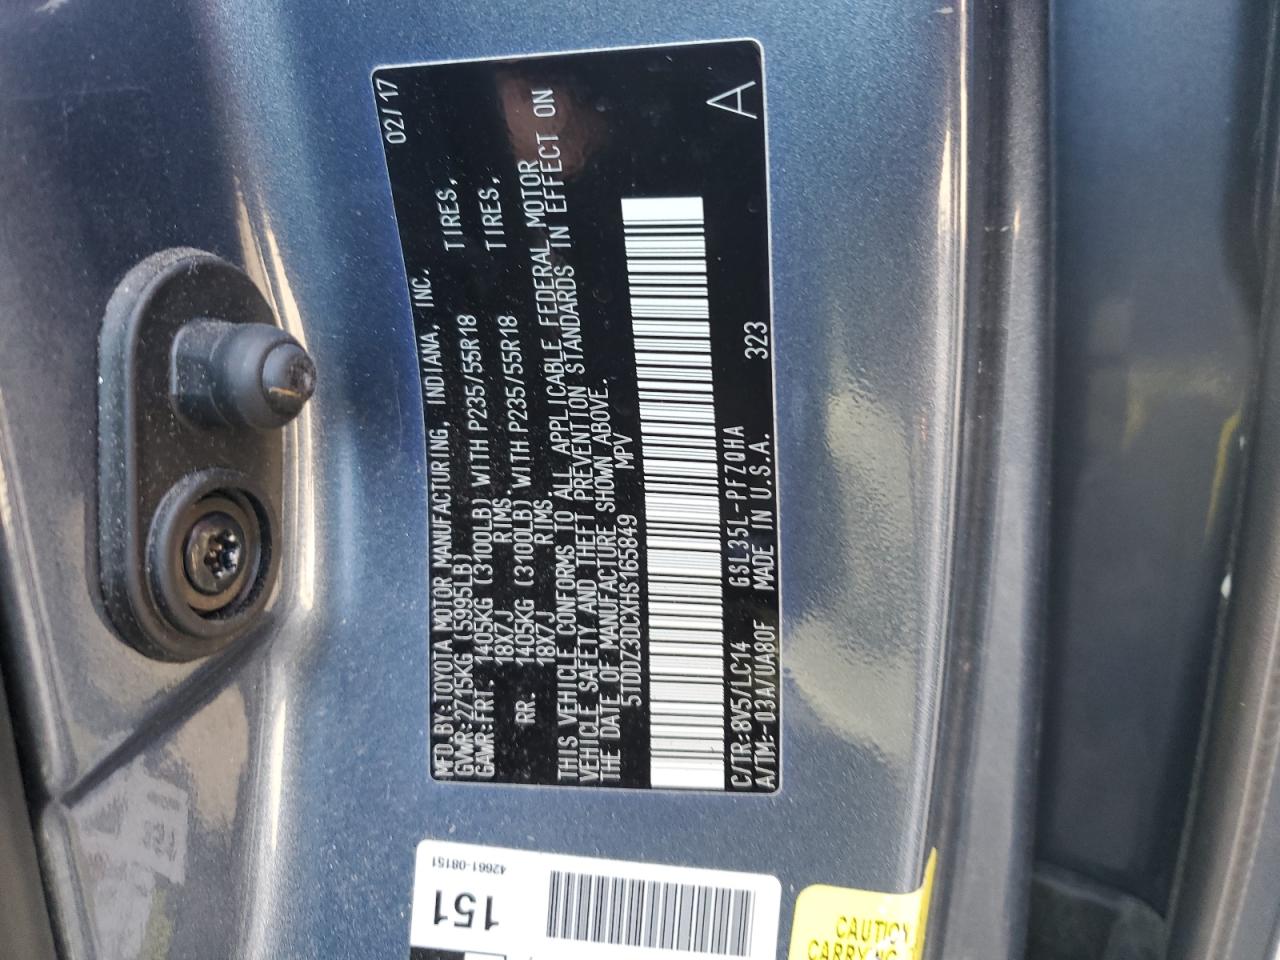 MFD.BY:TOYOTA MOTOR MANUFACTURING, INDIANA, INC. 02/17
GVWR:2715KG (5995LB)
GAWR:FRT. 1405KG (3100LB) WITH P235/55R18 TIRES,
18X7J RIMS.
RR. 1405KG (3100LB) WITH P235/55R18 TIRES,
18X7J RIMS.
THIS VEHICLE CONFORMS TO ALL APPLICABLE FEDERAL MOTOR
VEHICLE SAFETY AND THEFT PREVENTION STANDARDS IN EFFECT ON
THE DATE OF MANUFACTURE SHOWN ABOVE.
5TDDZ3DCXHS165849 MPV
C/TR:8V5/LC14 GSL35L-PFZQHA
A/TM:-03A/UA80F MADE IN U.S.A. 323
A
42661-08151
151
CAUTION